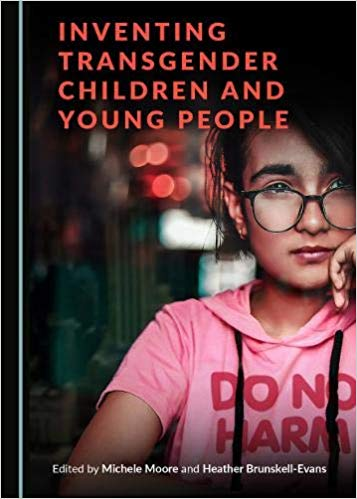 INVENTING
TRANSGENDER
CHILDREN AND
YOUNG PEOPLE
DO NO
HARM
Edited by Michele Moore and Heather Brunskell-Evans